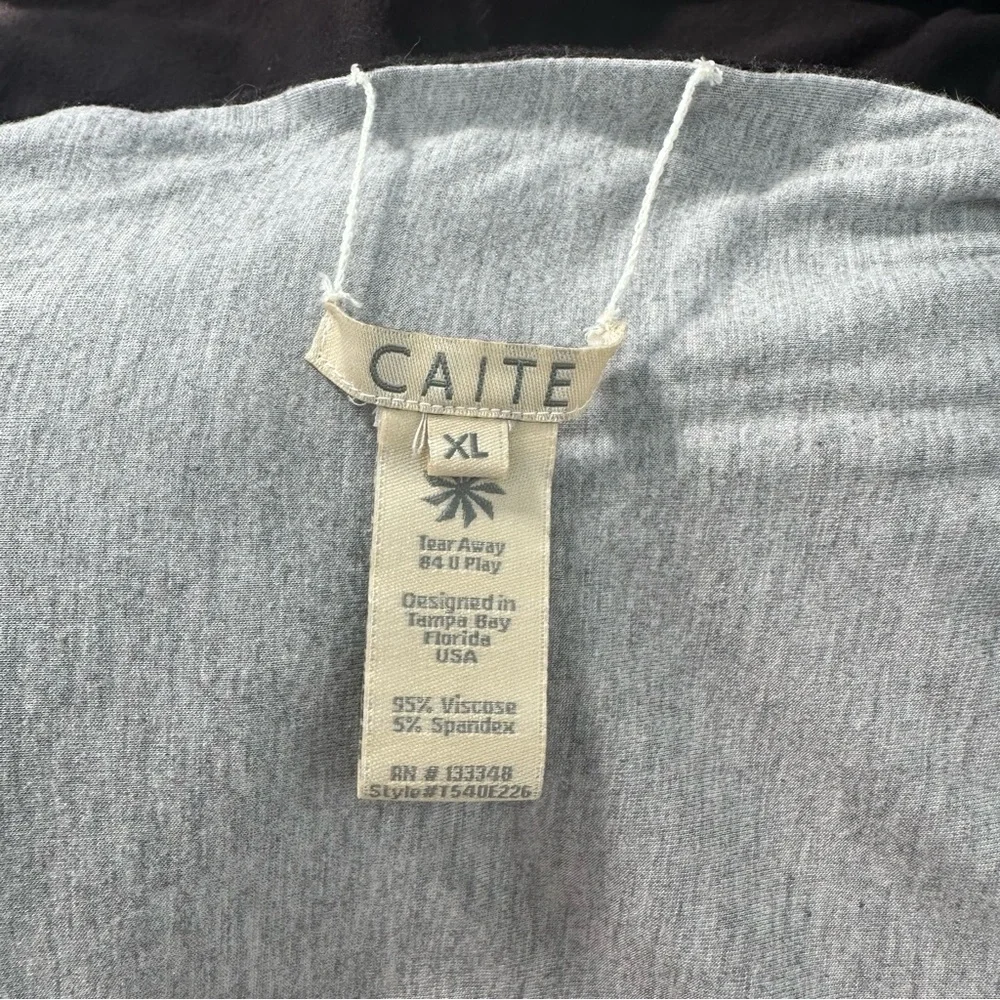 CAITE
XL
Tear Away
84 U Play
Designed in
Tampa Bay
Florida
USA
95% Viscose
5% Spandex
RN # 133348
Style#T540E226